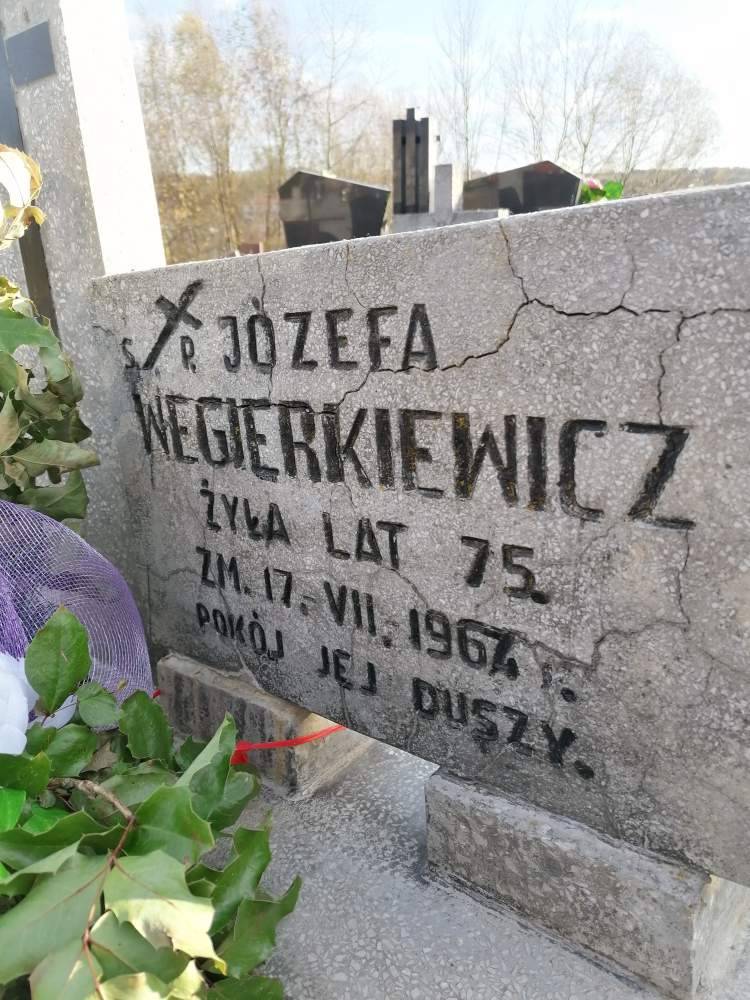 Ś. P. JÓZEFA
WĘGIERKIEWICZ
ŻYŁA LAT 75.
ZM. 17. VII. 1964 r.
POKÓJ JEJ DUSZY.